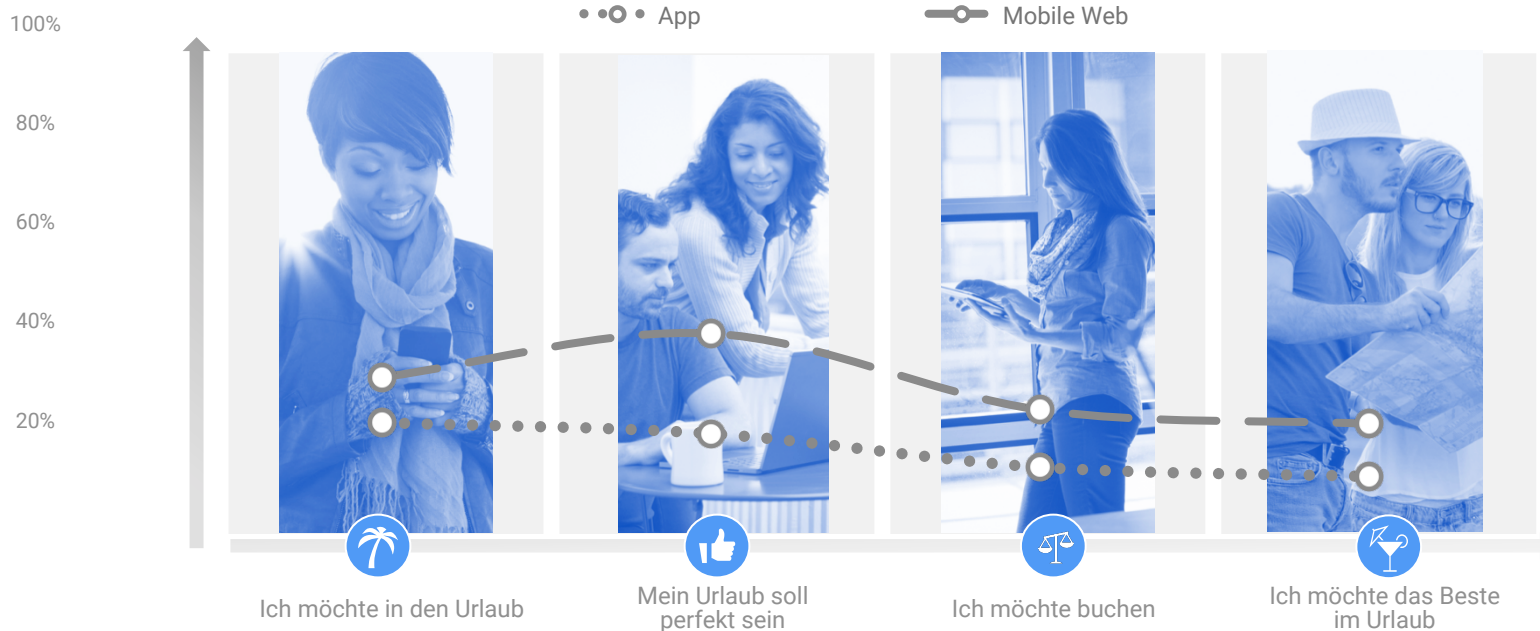 100%
App
Mobile Web
80%
60%
40%
20%
Ich möchte in den Urlaub
Mein Urlaub soll
perfekt sein
Ich möchte buchen
Ich möchte das Beste
im Urlaub